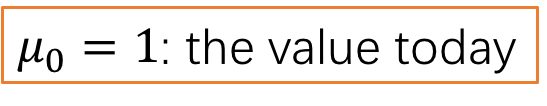 μ₀ = 1: the value today